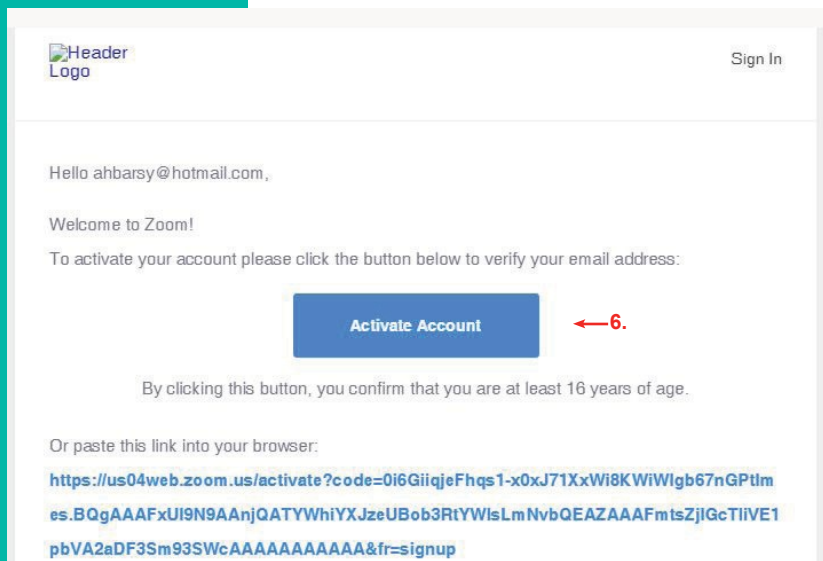 Header
Logo
Sign In
Hello ahbarsy@hotmail.com,
Welcome to Zoom!
To activate your account please click the button below to verify your email address:
Activate Account
6.
By clicking this button, you confirm that you are at least 16 years of age.
Or paste this link into your browser:
https://us04web.zoom.us/activate?code=0i6GiiqjeFhqs1-x0xJ71XxWi8KWiWIgb67nGPtIm
es.BQgAAAFxUI9N9AAnjQATYWhiYXJzeUBob3RtYWlsLmNvbQEAZAAAFmtsZjlGcTliVE1
pbVA2aDF3Sm93SWcAAAAAAAAAAA&fr=signup